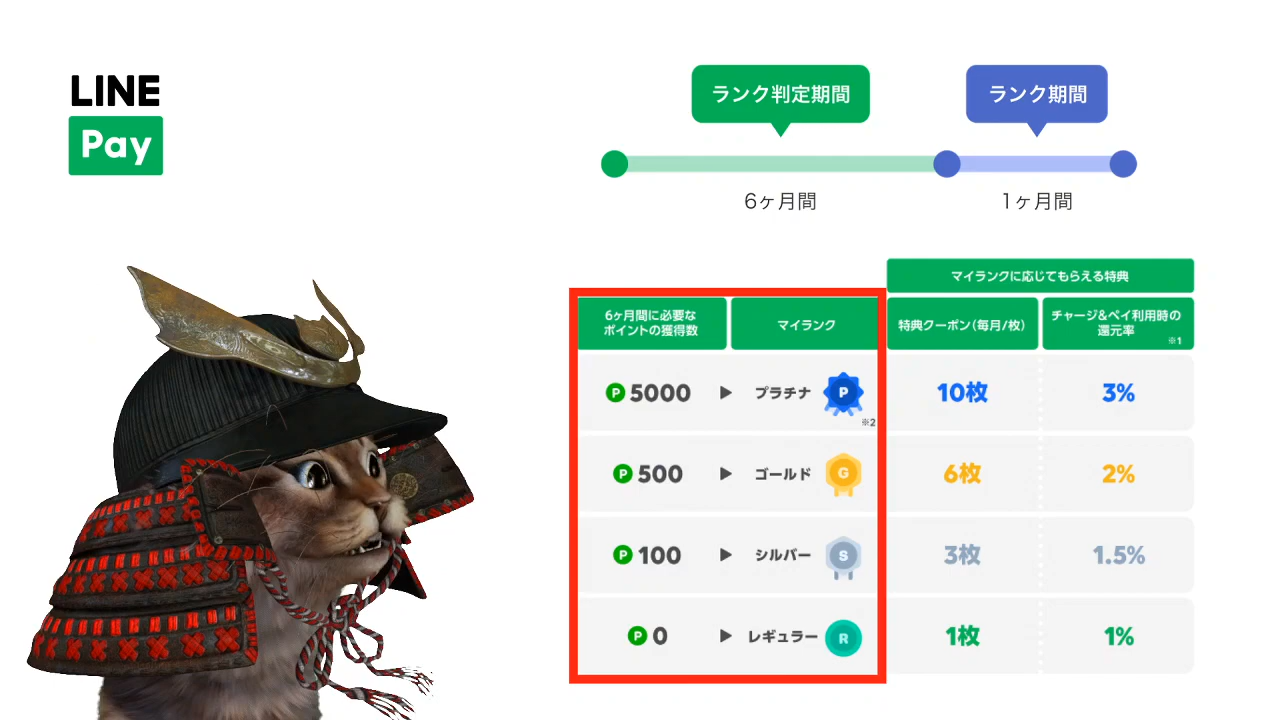 LINE
Pay
ランク判定期間
ランク期間
6ヶ月間
1ヶ月間
マイランクに応じてもらえる特典
6ヶ月間に必要な
ポイントの獲得数
マイランク
特典クーポン(毎月/枚)
チャージ&ペイ利用時の
還元率
※1
P 5000 ▶ プラチナ P
※2
10枚
3%
P 500 ▶ ゴールド G
6枚
2%
P 100 ▶ シルバー S
3枚
1.5%
P 0 ▶ レギュラー R
1枚
1%